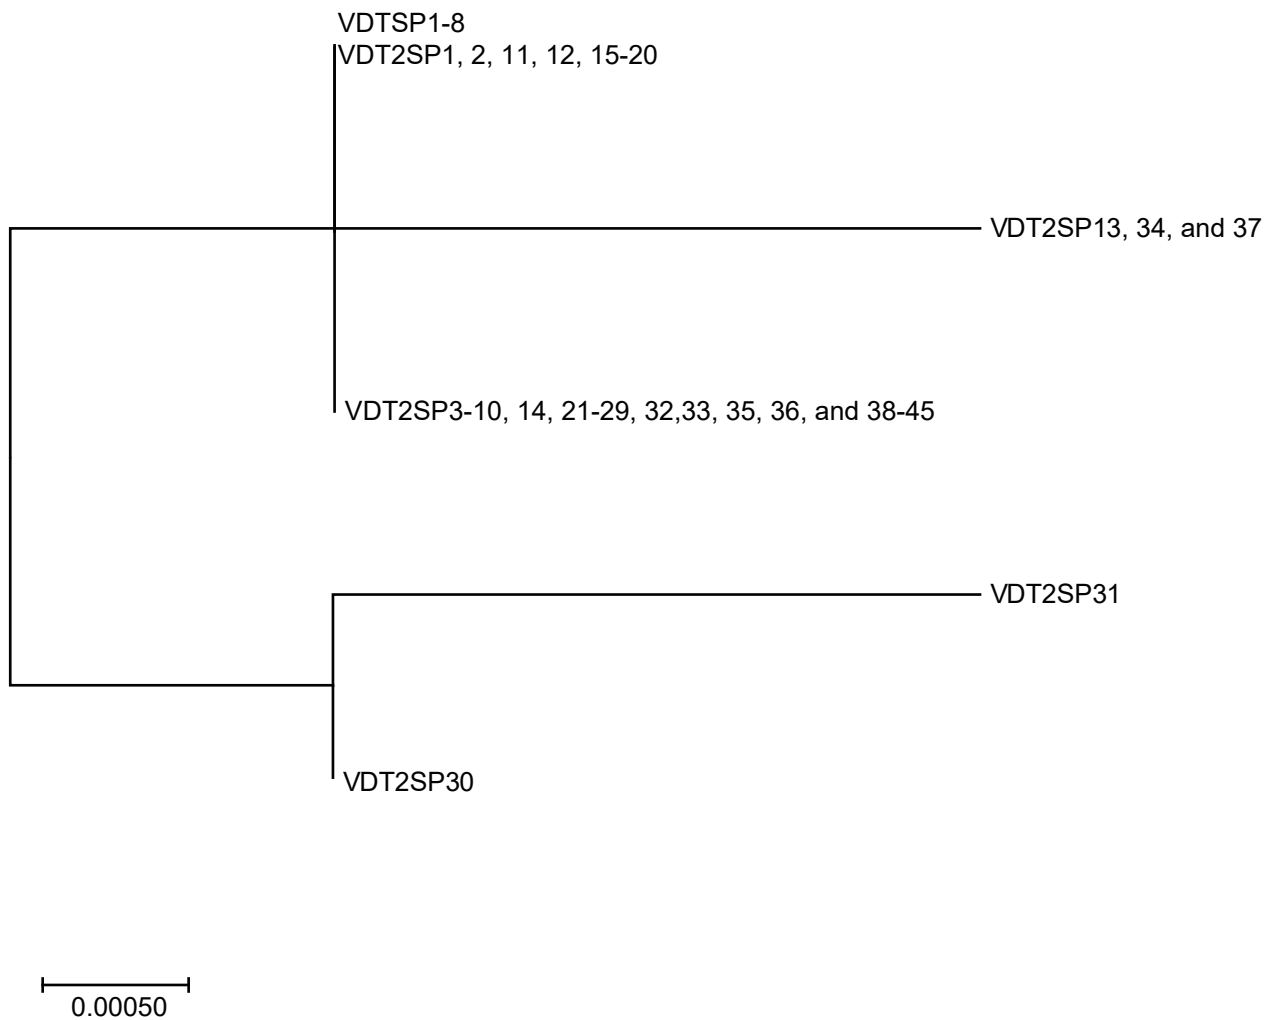 VDTSP1-8
VDT2SP1, 2, 11, 12, 15-20
VDT2SP13, 34, and 37
VDT2SP3-10, 14, 21-29, 32,33, 35, 36, and 38-45
VDT2SP31
VDT2SP30
0.00050